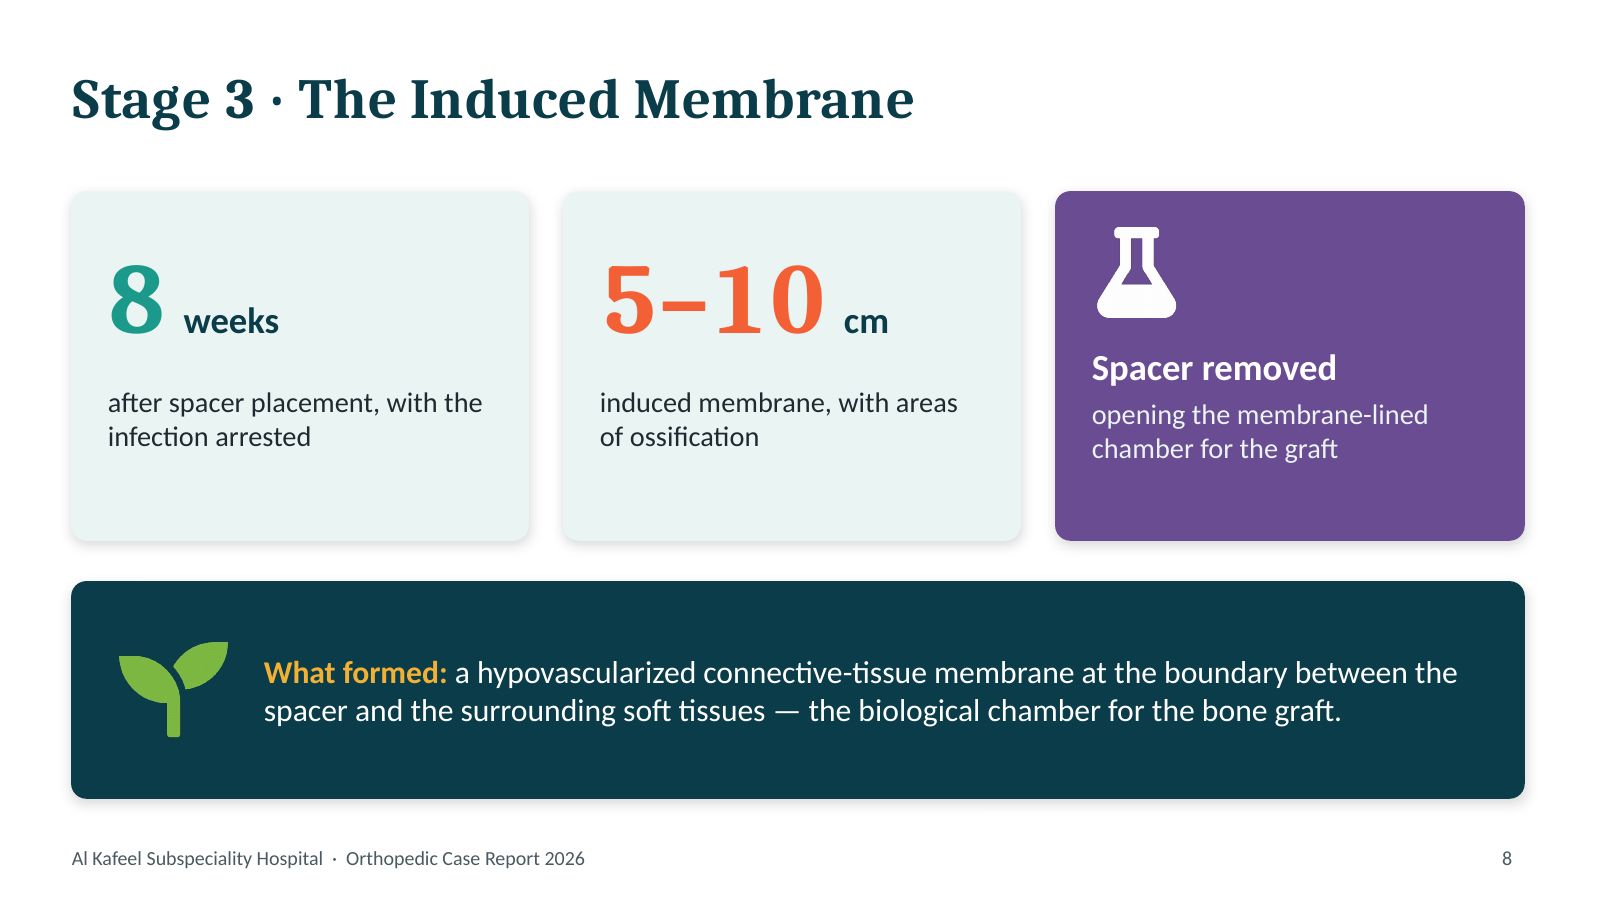 Stage 3 · The Induced Membrane
8 weeks
after spacer placement, with the
infection arrested
5–10 cm
induced membrane, with areas
of ossification
Spacer removed
opening the membrane-lined
chamber for the graft
What formed: a hypovascularized connective-tissue membrane at the boundary between the
spacer and the surrounding soft tissues — the biological chamber for the bone graft.
Al Kafeel Subspeciality Hospital · Orthopedic Case Report 2026
8